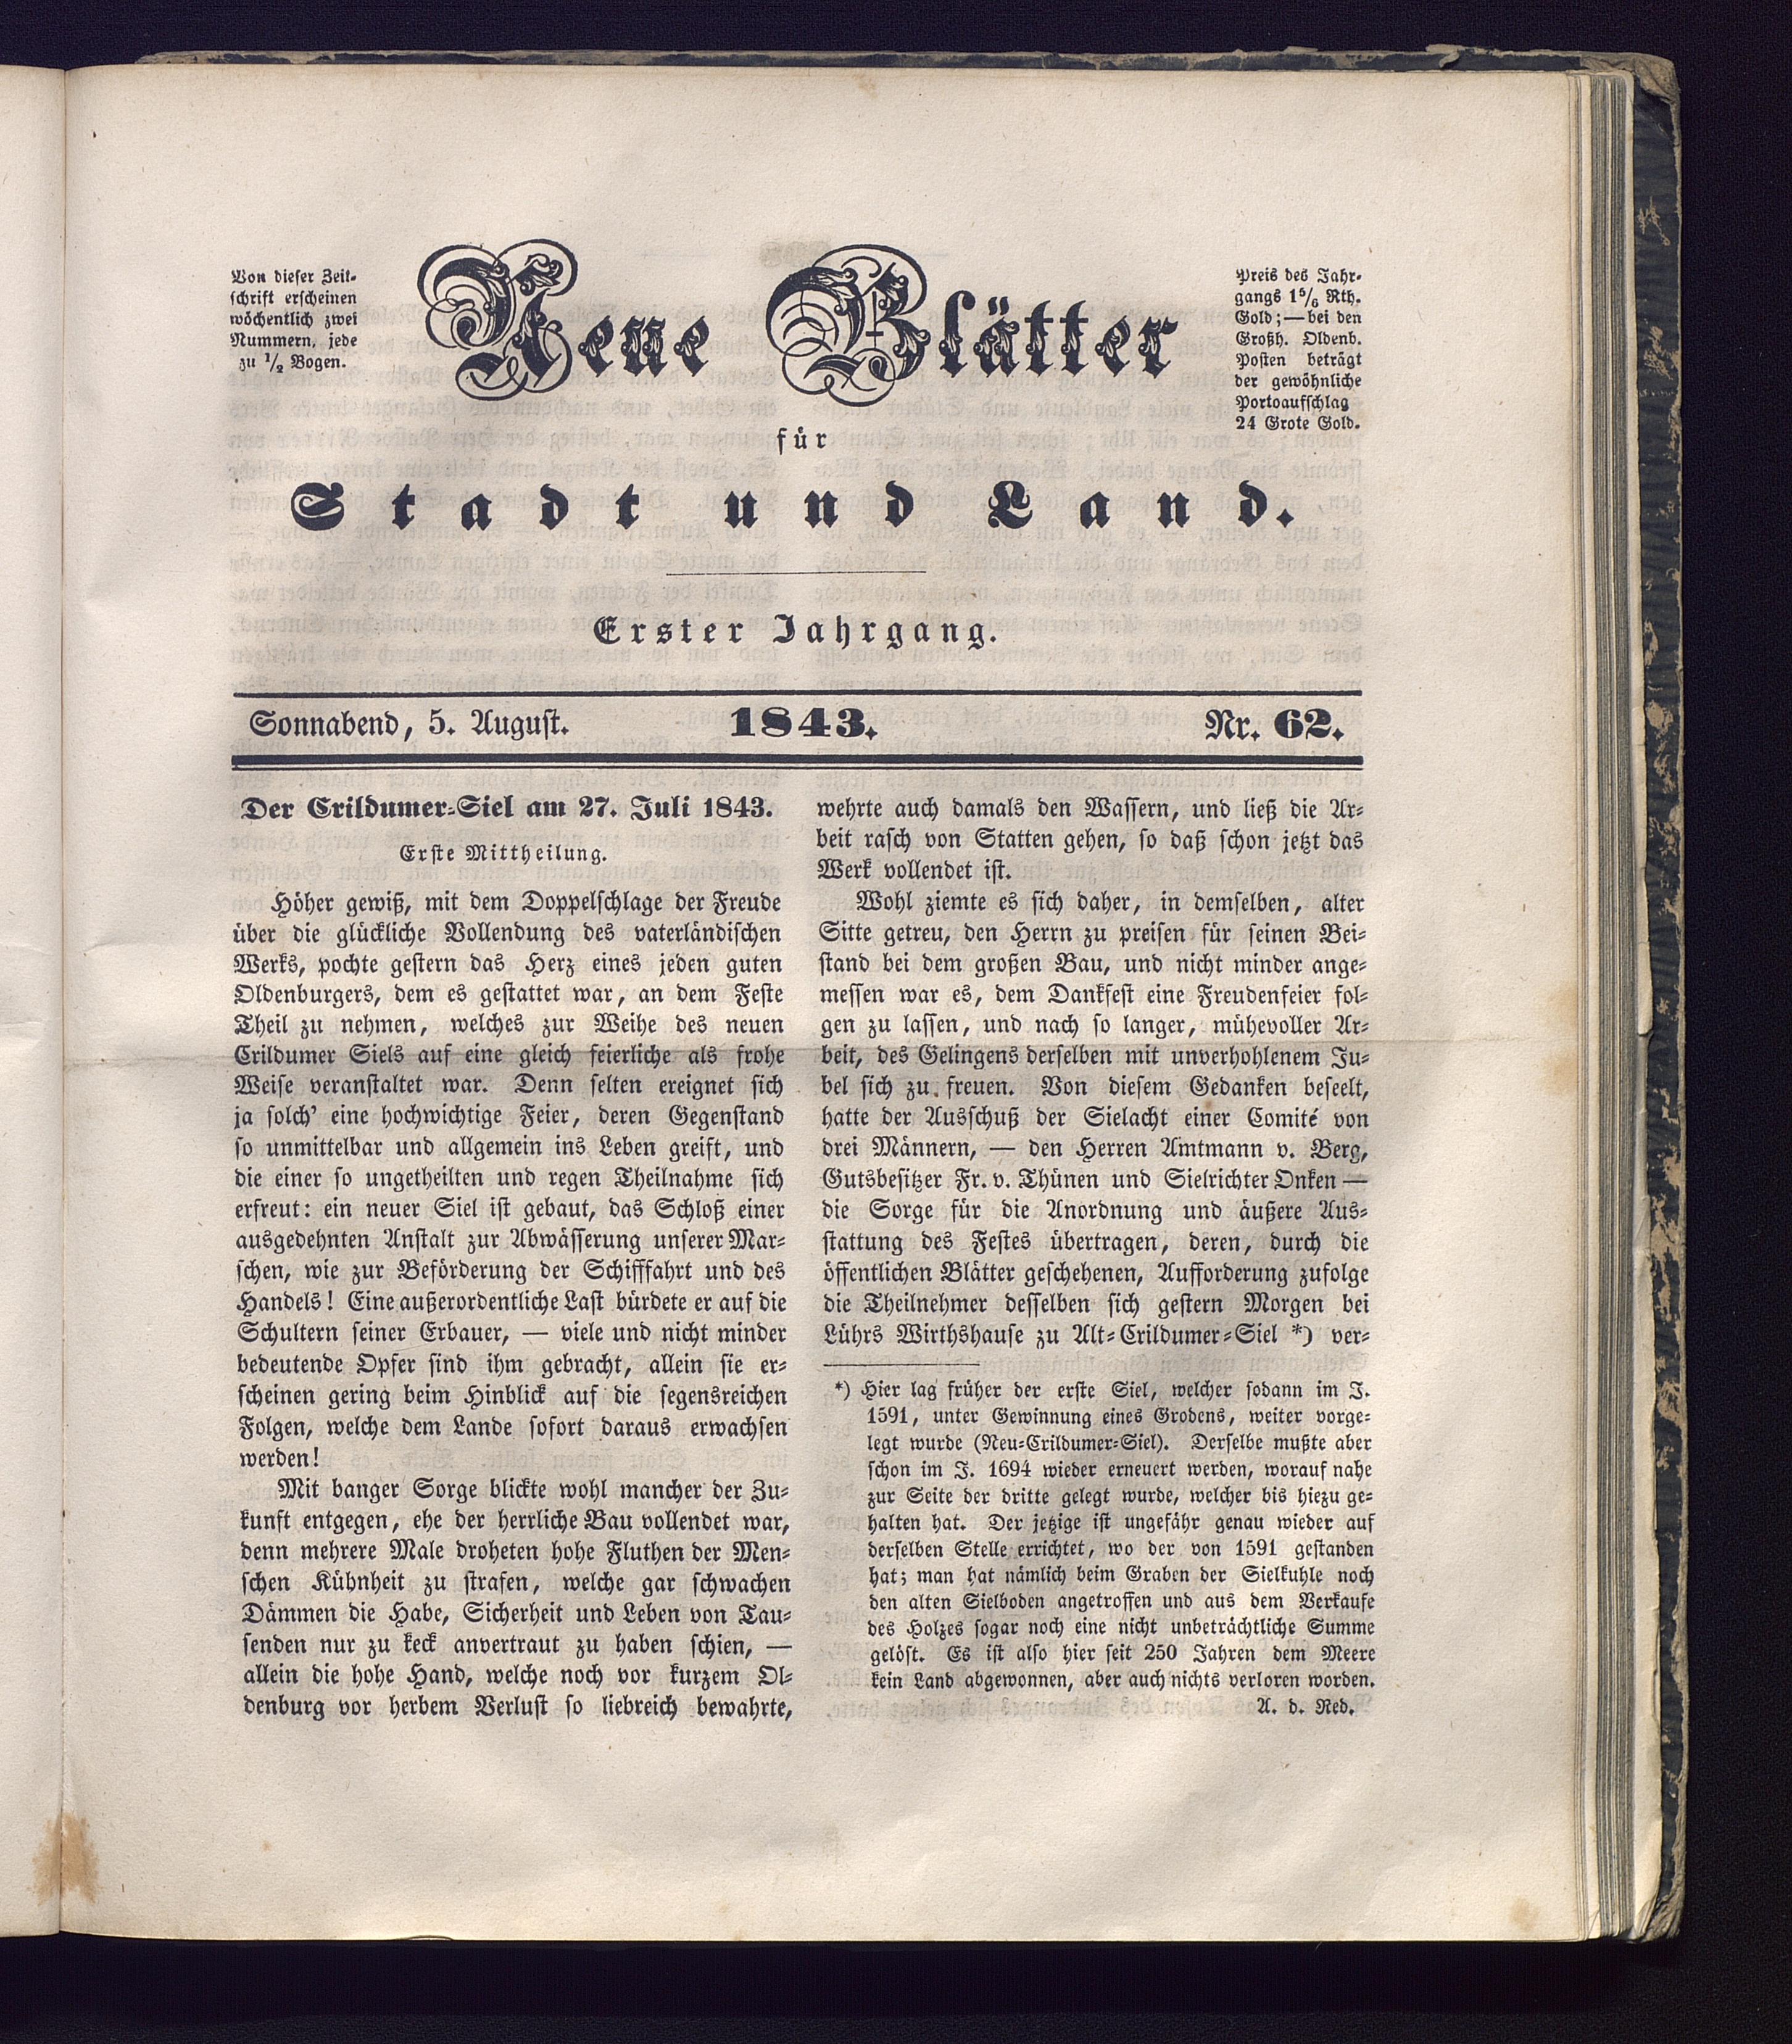 Von dieser Zeit-
schrift erscheinen
wöchentlich zwei
Nummern, jede
zu 1/2 Bogen.
Neue Blätter
für
Stadt und Land.
Preis des Jahr-
gangs 1 5/6 Rth.
Gold; — bei den
Großh. Oldenb.
Posten beträgt
der gewöhnliche
Portoaufschlag
24 Grote Gold.
Erster Jahrgang.
Sonnabend, 5. August. 1843. Nr. 62.
Der Crildumer-Siel am 27. Juli 1843.
Erste Mittheilung.
Höher gewiß, mit dem Doppelschlage der Freude
über die glückliche Vollendung des vaterländischen
Werks, pochte gestern das Herz eines jeden guten
Oldenburgers, dem es gestattet war, an dem Feste
Theil zu nehmen, welches zur Weihe des neuen
Crildumer Siels auf eine gleich feierliche als frohe
Weise veranstaltet war. Denn selten ereignet sich
ja solch' eine hochwichtige Feier, deren Gegenstand
so unmittelbar und allgemein ins Leben greift, und
die einer so ungetheilten und regen Theilnahme sich
erfreut: ein neuer Siel ist gebaut, das Schloß einer
ausgedehnten Anstalt zur Abwässerung unserer Mar-
schen, wie zur Beförderung der Schifffahrt und des
Handels! Eine außerordentliche Last bürdete er auf die
Schultern seiner Erbauer, — viele und nicht minder
bedeutende Opfer sind ihm gebracht, allein sie er-
scheinen gering beim Hinblick auf die segensreichen
Folgen, welche dem Lande sofort daraus erwachsen
werden!
Mit banger Sorge blickte wohl mancher der Zu-
kunft entgegen, ehe der herrliche Bau vollendet war,
denn mehrere Male droheten hohe Fluthen der Men-
schen Kühnheit zu strafen, welche gar schwachen
Dämmen die Habe, Sicherheit und Leben von Tau-
senden nur zu keck anvertraut zu haben schien, —
allein die hohe Hand, welche noch vor kurzem Ol-
denburg vor herbem Verlust so liebreich bewahrte,
wehrte auch damals den Wassern, und ließ die Ar-
beit rasch von Statten gehen, so daß schon jetzt das
Werk vollendet ist.
Wohl ziemte es sich daher, in demselben, alter
Sitte getreu, den Herrn zu preisen für seinen Bei-
stand bei dem großen Bau, und nicht minder ange-
messen war es, dem Dankfest eine Freudenfeier fol-
gen zu lassen, und nach so langer, mühevoller Ar-
beit, des Gelingens derselben mit unverhohlenem Ju-
bel sich zu freuen. Von diesem Gedanken beseelt,
hatte der Ausschuß der Sielacht einer Comité von
drei Männern, — den Herren Amtmann v. Berg,
Gutsbesitzer Fr. v. Thünen und Sielrichter Onken —
die Sorge für die Anordnung und äußere Aus-
stattung des Festes übertragen, deren, durch die
öffentlichen Blätter geschehenen, Aufforderung zufolge
die Theilnehmer desselben sich gestern Morgen bei
Lührs Wirthshause zu Alt-Crildumer-Siel *) ver-
*) Hier lag früher der erste Siel, welcher sodann im J.
1591, unter Gewinnung eines Grodens, weiter vorge-
legt wurde (Neu-Crildumer-Siel). Derselbe mußte aber
schon im J. 1694 wieder erneuert werden, worauf nahe
zur Seite der dritte gelegt wurde, welcher bis hiezu ge-
halten hat. Der jetzige ist ungefähr genau wieder auf
derselben Stelle errichtet, wo der von 1591 gestanden
hat; man hat nämlich beim Graben der Sielkuhle noch
den alten Sielboden angetroffen und aus dem Verkaufe
des Holzes sogar noch eine nicht unbeträchtliche Summe
gelöst. Es ist also hier seit 250 Jahren dem Meere
kein Land abgewonnen, aber auch nichts verloren worden.
A. d. Red.